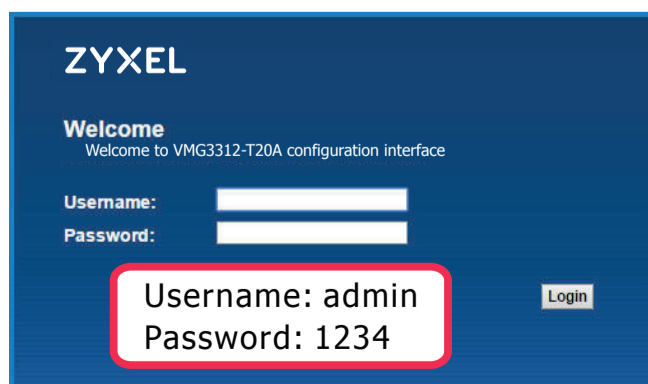 ZYXEL
Welcome
Welcome to VMG3312-T20A configuration interface
Username:
Password:
Username: admin
Password: 1234
Login